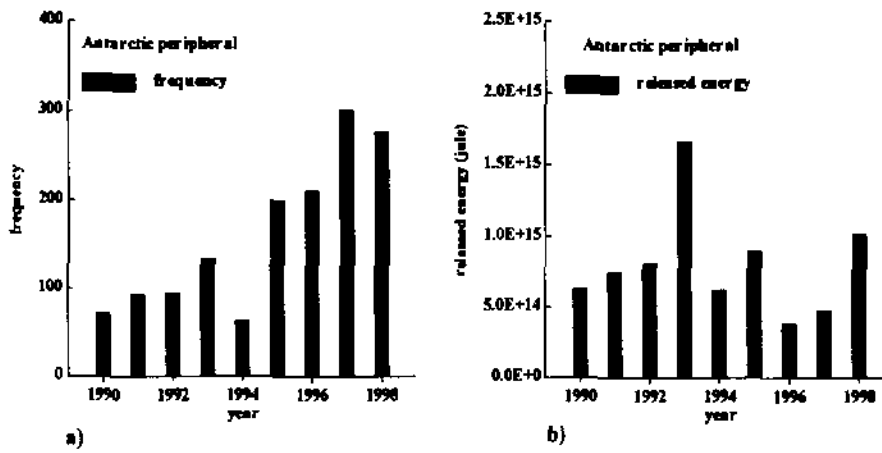 400
Antarctic peripheral
frequency
300
200
100
0
frequency
1990 1992 1994 1996 1998
year
a)
2.5E+15
Antarctic peripheral
released energy
2.0E+15
1.5E+15
1.0E+15
5.0E+14
0.0E+0
released energy (jule)
1990 1992 1994 1996 1998
year
b)